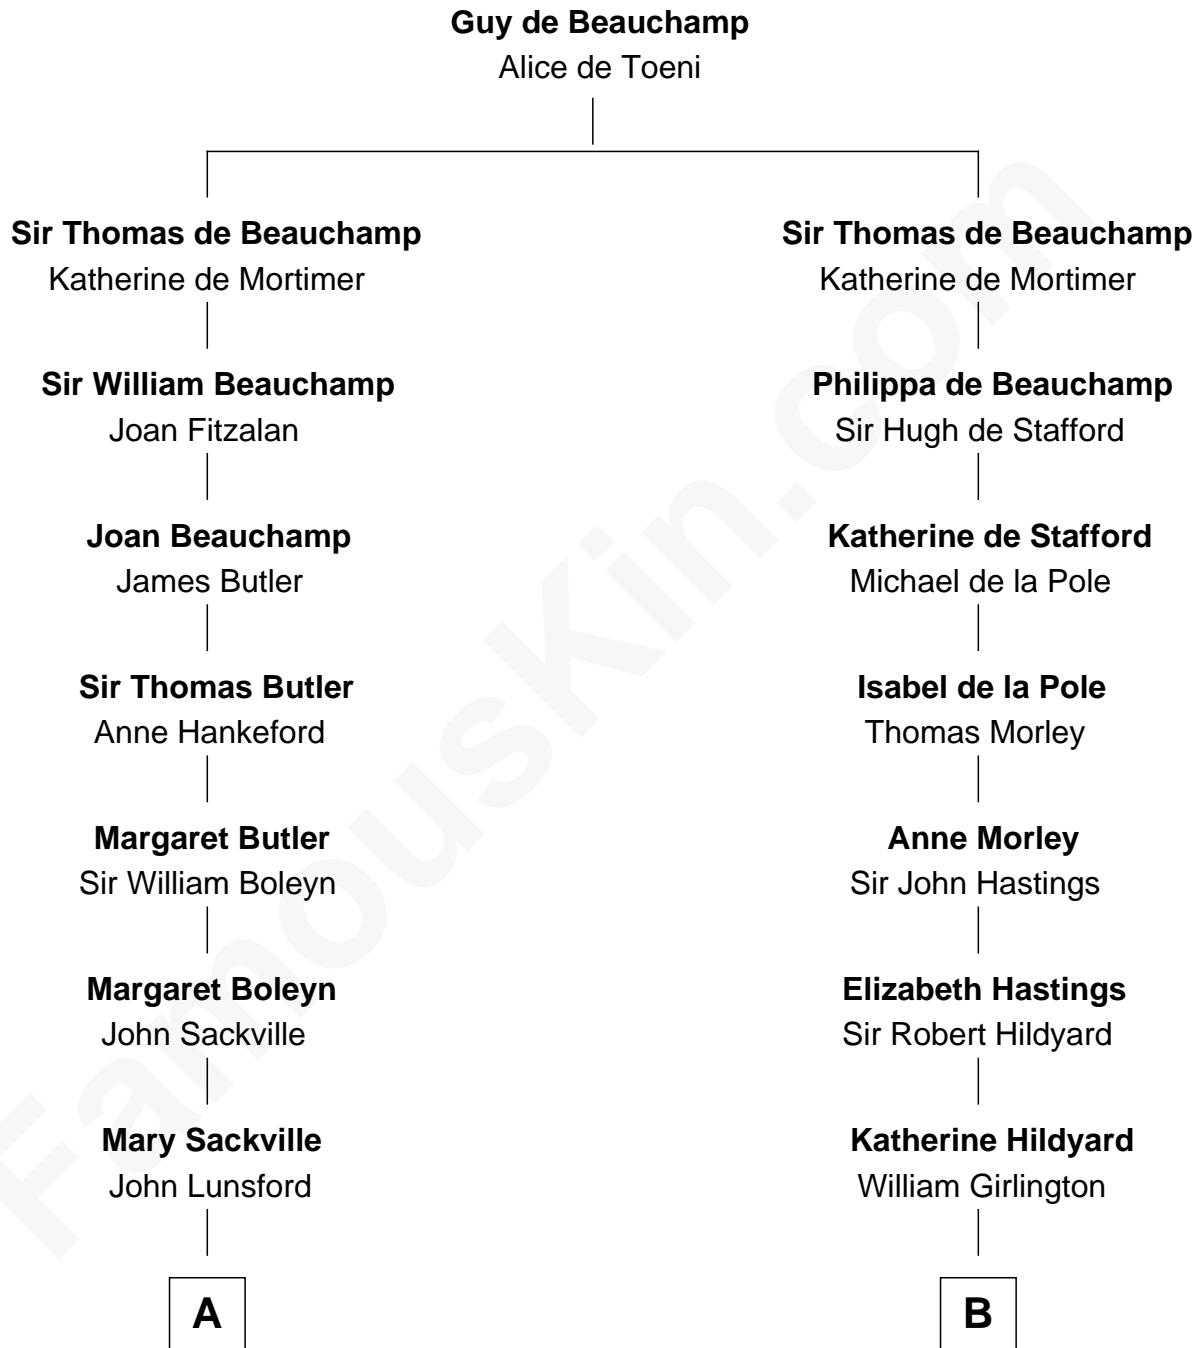 Guy de Beauchamp
Alice de Toeni
Sir Thomas de Beauchamp
Katherine de Mortimer
Sir Thomas de Beauchamp
Katherine de Mortimer
Sir William Beauchamp
Joan Fitzalan
Philippa de Beauchamp
Sir Hugh de Stafford
Joan Beauchamp
James Butler
Katherine de Stafford
Michael de la Pole
Sir Thomas Butler
Anne Hankeford
Isabel de la Pole
Thomas Morley
Margaret Butler
Sir William Boleyn
Anne Morley
Sir John Hastings
Margaret Boleyn
John Sackville
Elizabeth Hastings
Sir Robert Hildyard
Mary Sackville
John Lunsford
Katherine Hildyard
William Girlington
A
B
FamousKin.com